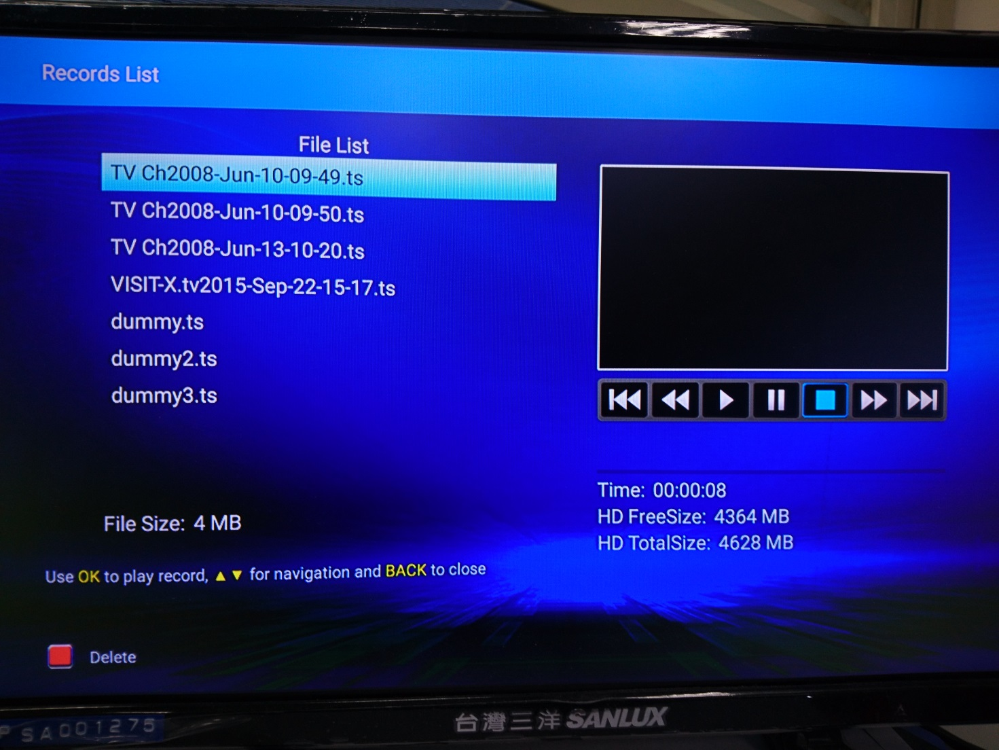 Records List
File List
TV Ch2008-Jun-10-09-49.ts
TV Ch2008-Jun-10-09-50.ts
TV Ch2008-Jun-13-10-20.ts
VISIT-X.tv2015-Sep-22-15-17.ts
dummy.ts
dummy2.ts
dummy3.ts
File Size: 4 MB
Time: 00:00:08
HD FreeSize: 4364 MB
HD TotalSize: 4628 MB
Use OK to play record, ▲ ▼ for navigation and BACK to close
Delete
台灣三洋 SANLUX
P SA001275